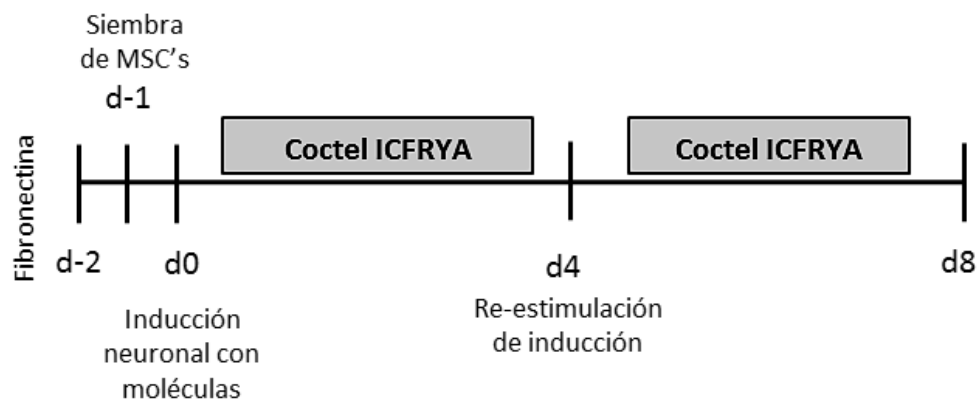 Siembra
de MSC's
d-1
Fibronectina
Coctel ICFRYA
Coctel ICFRYA
d-2
d0
d4
d8
Inducción
neuronal con
moléculas
Re-estimulación
de inducción